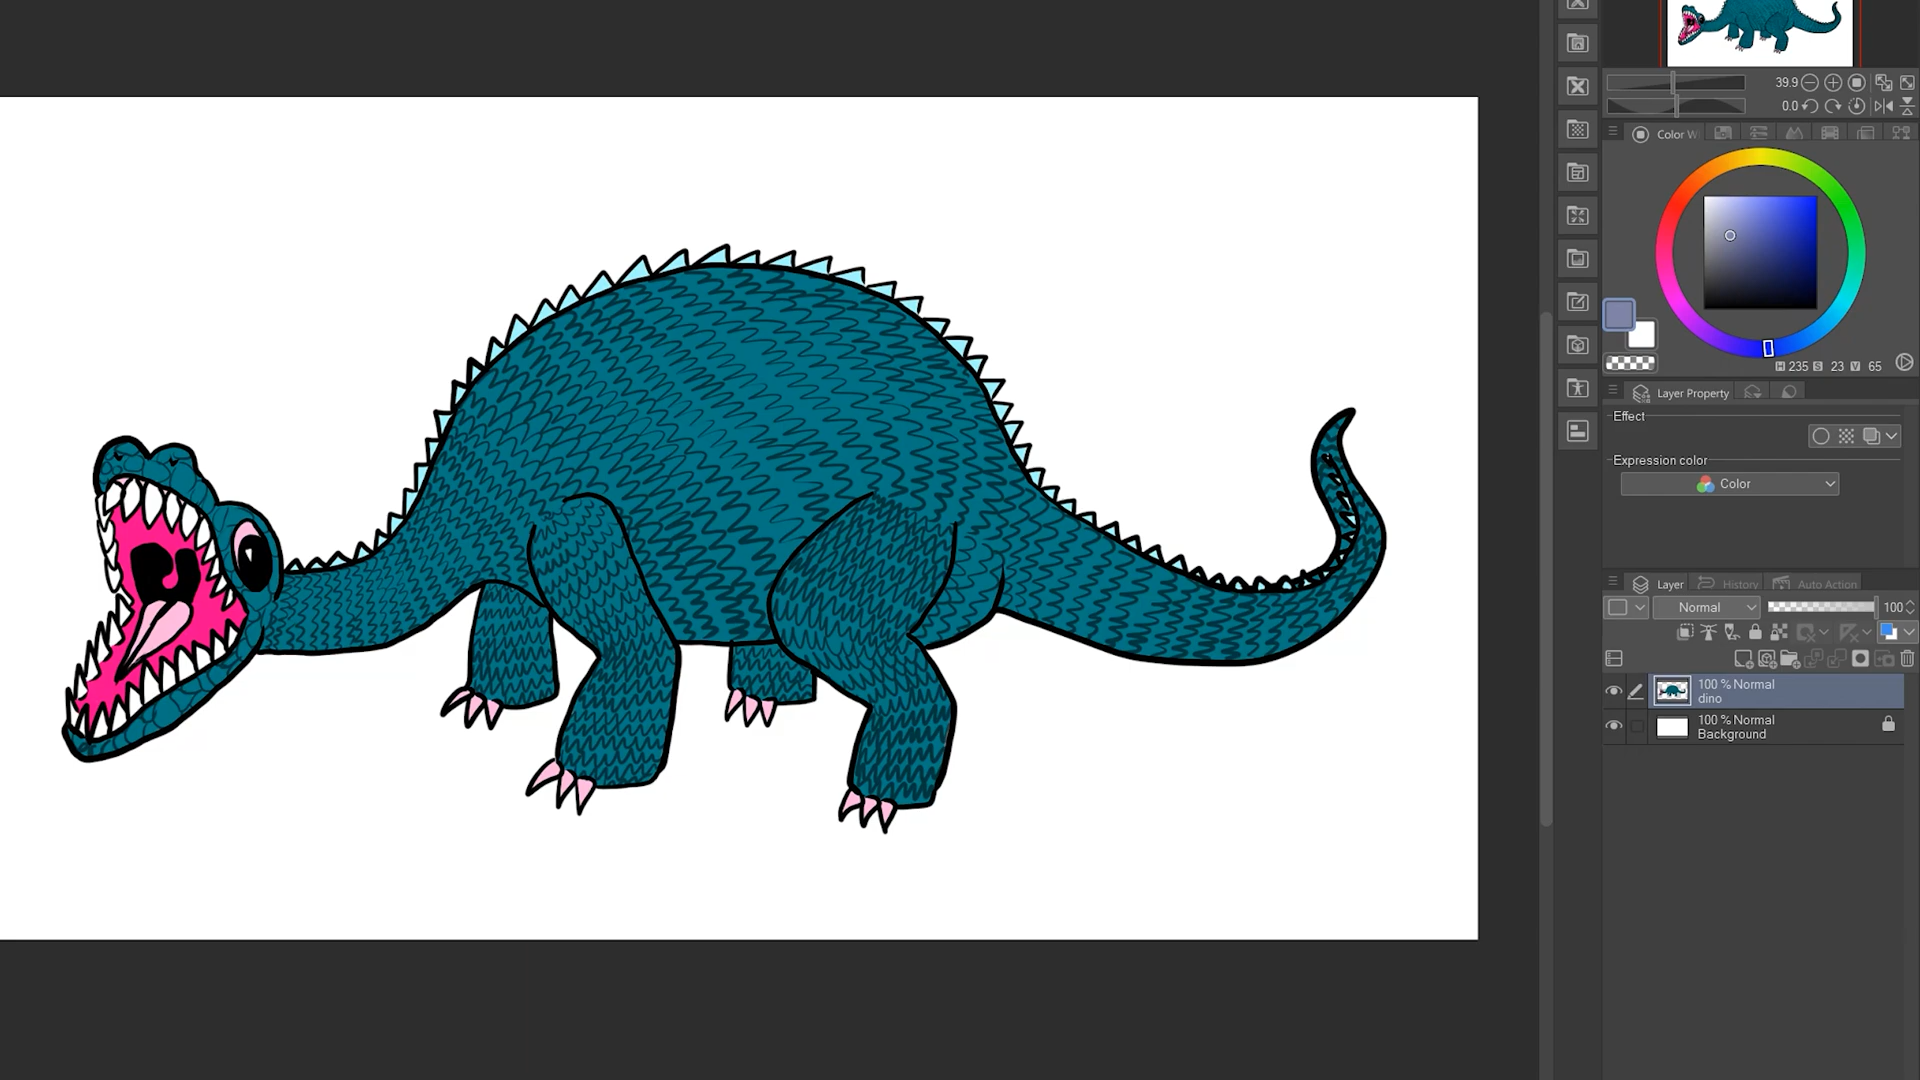 39.9
0.0
Color W
H 235 S 23 V 65
Layer Property
Effect
Expression color
Color
Layer History Auto Action
Normal 100
100 % Normal
dino
100 % Normal
Background